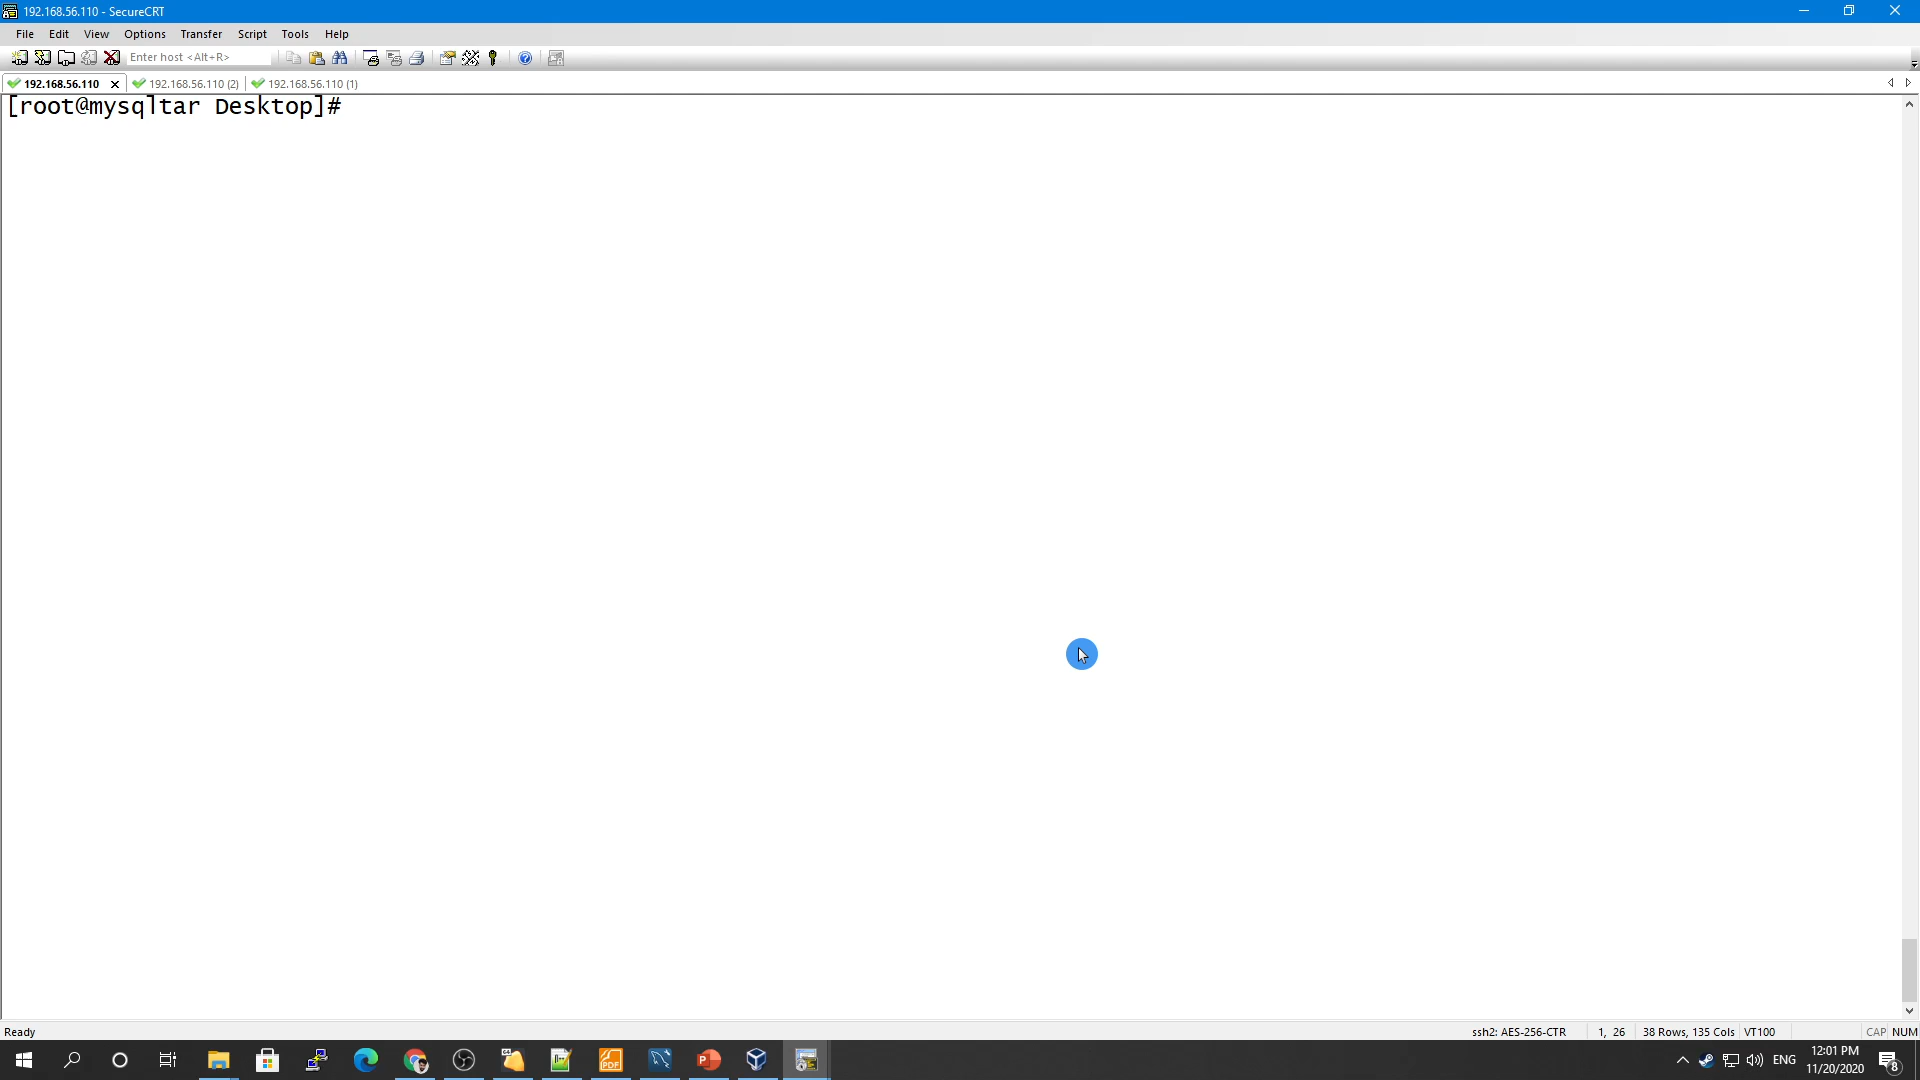 192.168.56.110 - SecureCRT
File Edit View Options Transfer Script Tools Help
Enter host <Alt+R>
192.168.56.110 192.168.56.110 (2) 192.168.56.110 (1)
[root@mysqltar Desktop]#
Ready ssh2: AES-256-CTR 1, 26 38 Rows, 135 Cols VT100 CAP NUM
PDF P ENG 12:01 PM
11/20/2020 8